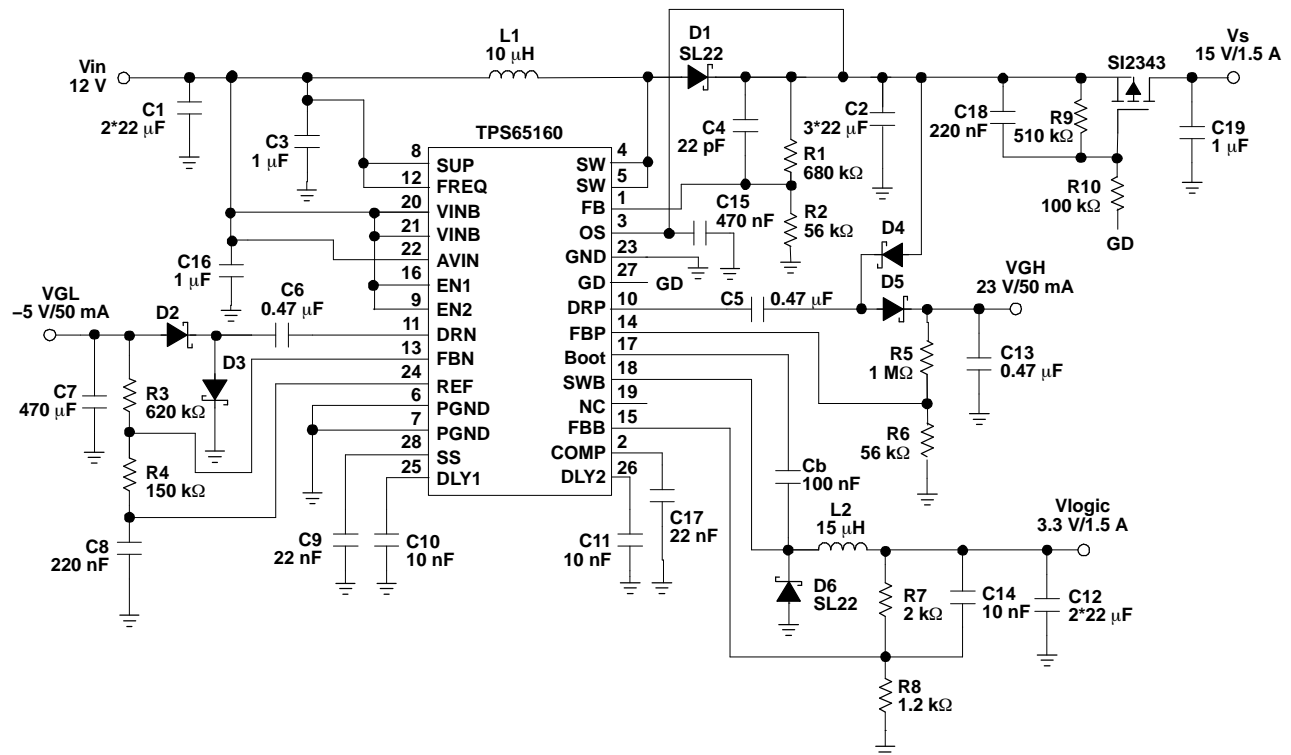 L1
10 μH
D1
SL22
Vs
15 V/1.5 A
Vin
12 V
SI2343
C1
2*22 μF
C3
1 μF
TPS65160
C4
22 pF
R1
680 kΩ
C2
3*22 μF
C18
220 nF
R9
510 kΩ
C19
1 μF
R10
100 kΩ
GD
8 SUP
12 FREQ
20 VINB
21 VINB
22 AVIN
16 EN1
9 EN2
11 DRN
13 FBN
24 REF
6 PGND
7 PGND
28 SS
25 DLY1
SW 4
SW 5
FB 1
OS 3
GND 23
GD 27 GD
DRP 10
FBP 14
Boot 17
SWB 18
NC 19
FBB 15
COMP 2
DLY2 26
C15
470 nF
R2
56 kΩ
D4
D5
VGH
23 V/50 mA
C5 0.47 μF
C16
1 μF
VGL
–5 V/50 mA
D2
C6
0.47 μF
D3
C7
470 μF
R3
620 kΩ
R4
150 kΩ
C8
220 nF
C9
22 nF
C10
10 nF
C11
10 nF
C17
22 nF
R5
1 MΩ
C13
0.47 μF
R6
56 kΩ
Cb
100 nF
L2
15 μH
Vlogic
3.3 V/1.5 A
D6
SL22
R7
2 kΩ
C14
10 nF
C12
2*22 μF
R8
1.2 kΩ